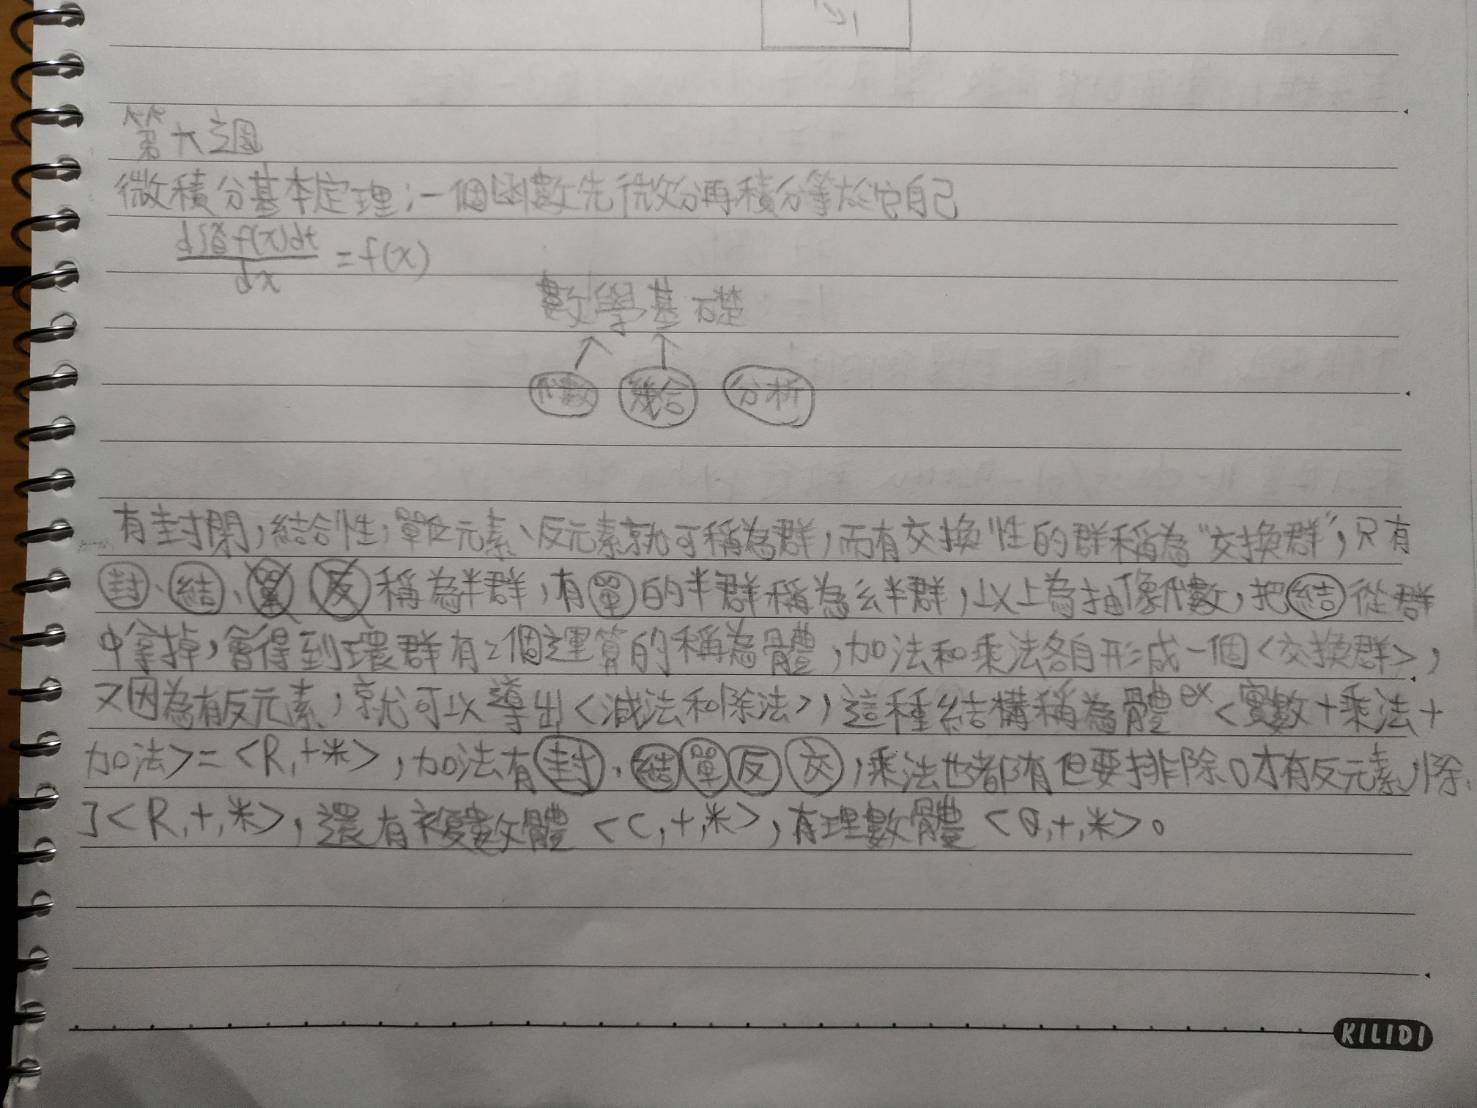 第六週
微積分基本定理:一個函數先微分再積分等於它自己
d∫ f(x)dt
dx
= f(x)
數學基礎
代數 幾合 分析
有封閉,結合性,單位元素、反元素就可稱為群,而有交換性的群稱為"交換群",只有
封、結、單 反 稱為半群,有單的半群稱為幺半群,以上為抽像代數,把結從群
中拿掉,會得到環群有2個運算的稱為體,加法和乘法各自形成一個<交換群>,
又因為有反元素,就可以導出<減法和除法>,這種結構稱為體ex<實數+乘法+
加法>=<R,+米>,加法有封、結單反交,乘法也都有但要排除0才有反元素,除
了<R,+,米>,還有複數體<C,+,米>,有理數體<Q,+,米>。
KILIDI